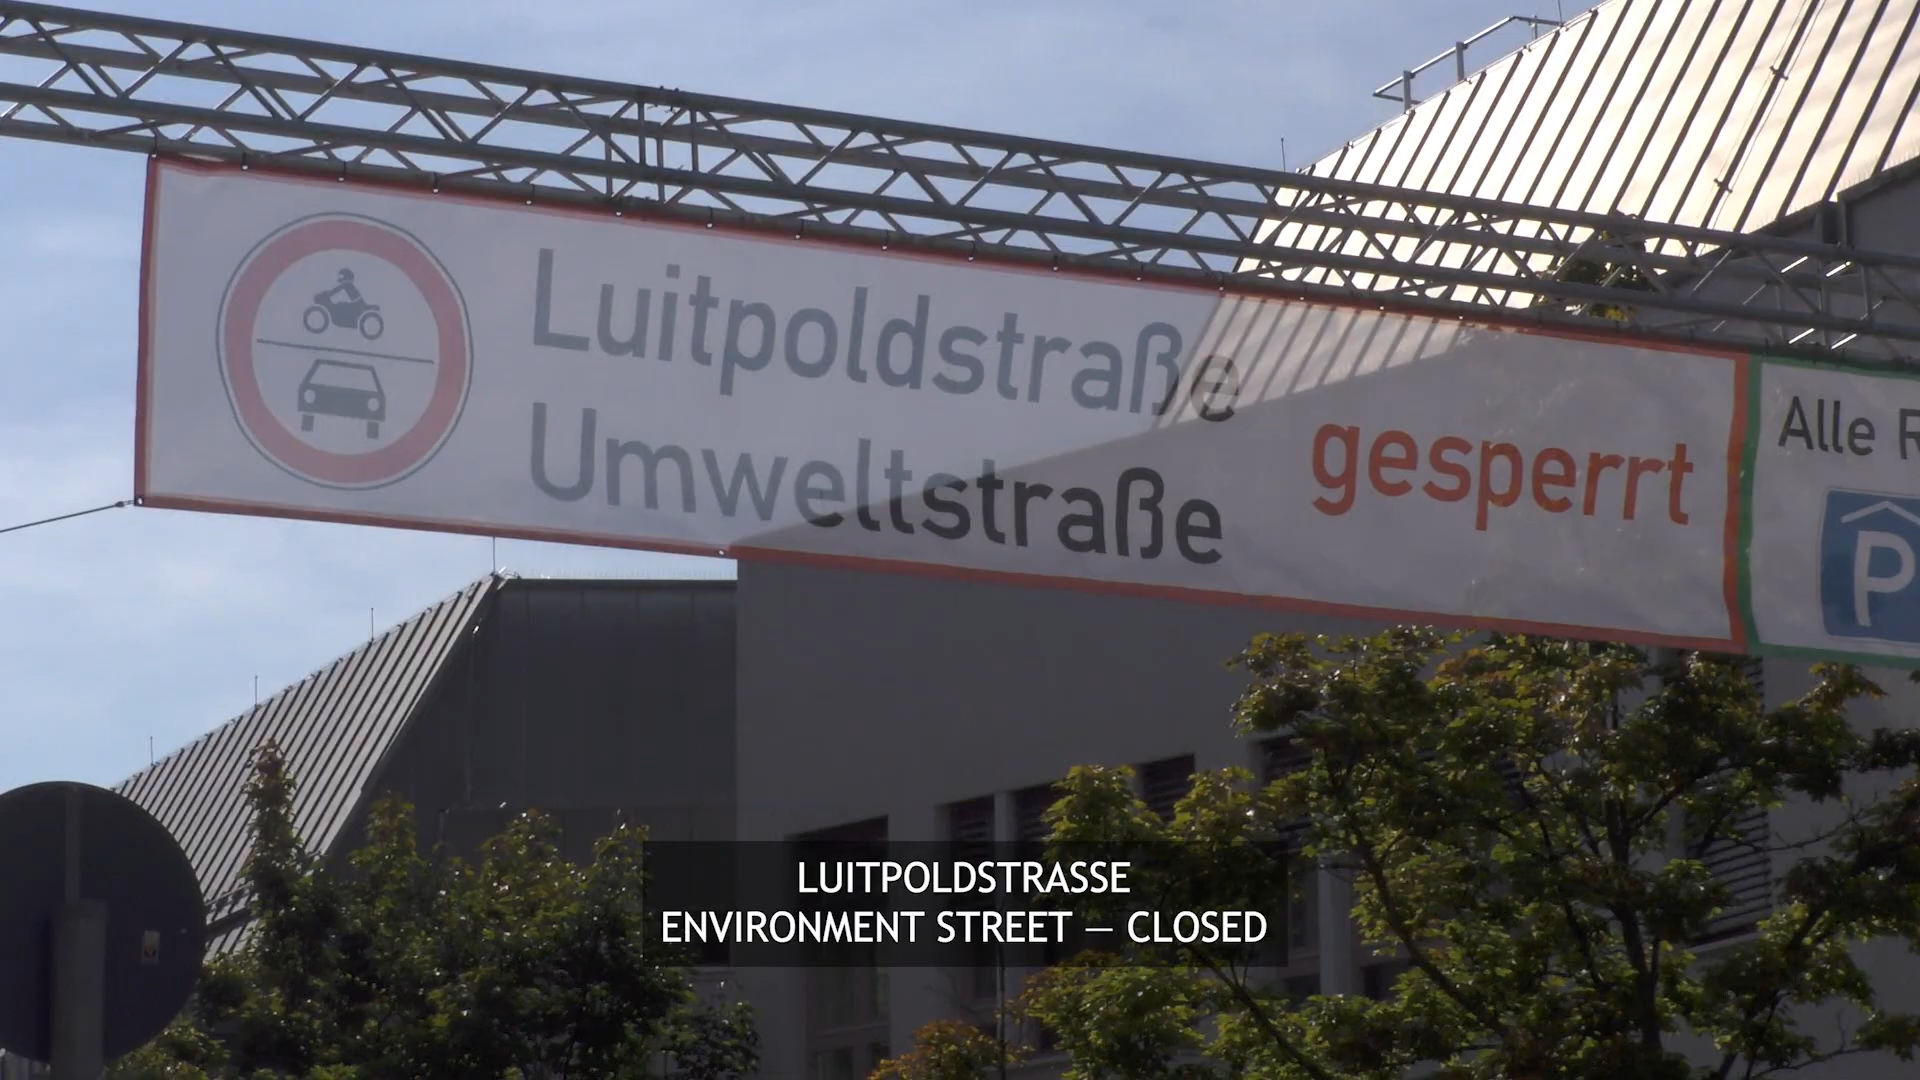 Luitpoldstraße
Umweltstraße
gesperrt
Alle
P
LUITPOLDSTRASSE
ENVIRONMENT STREET — CLOSED